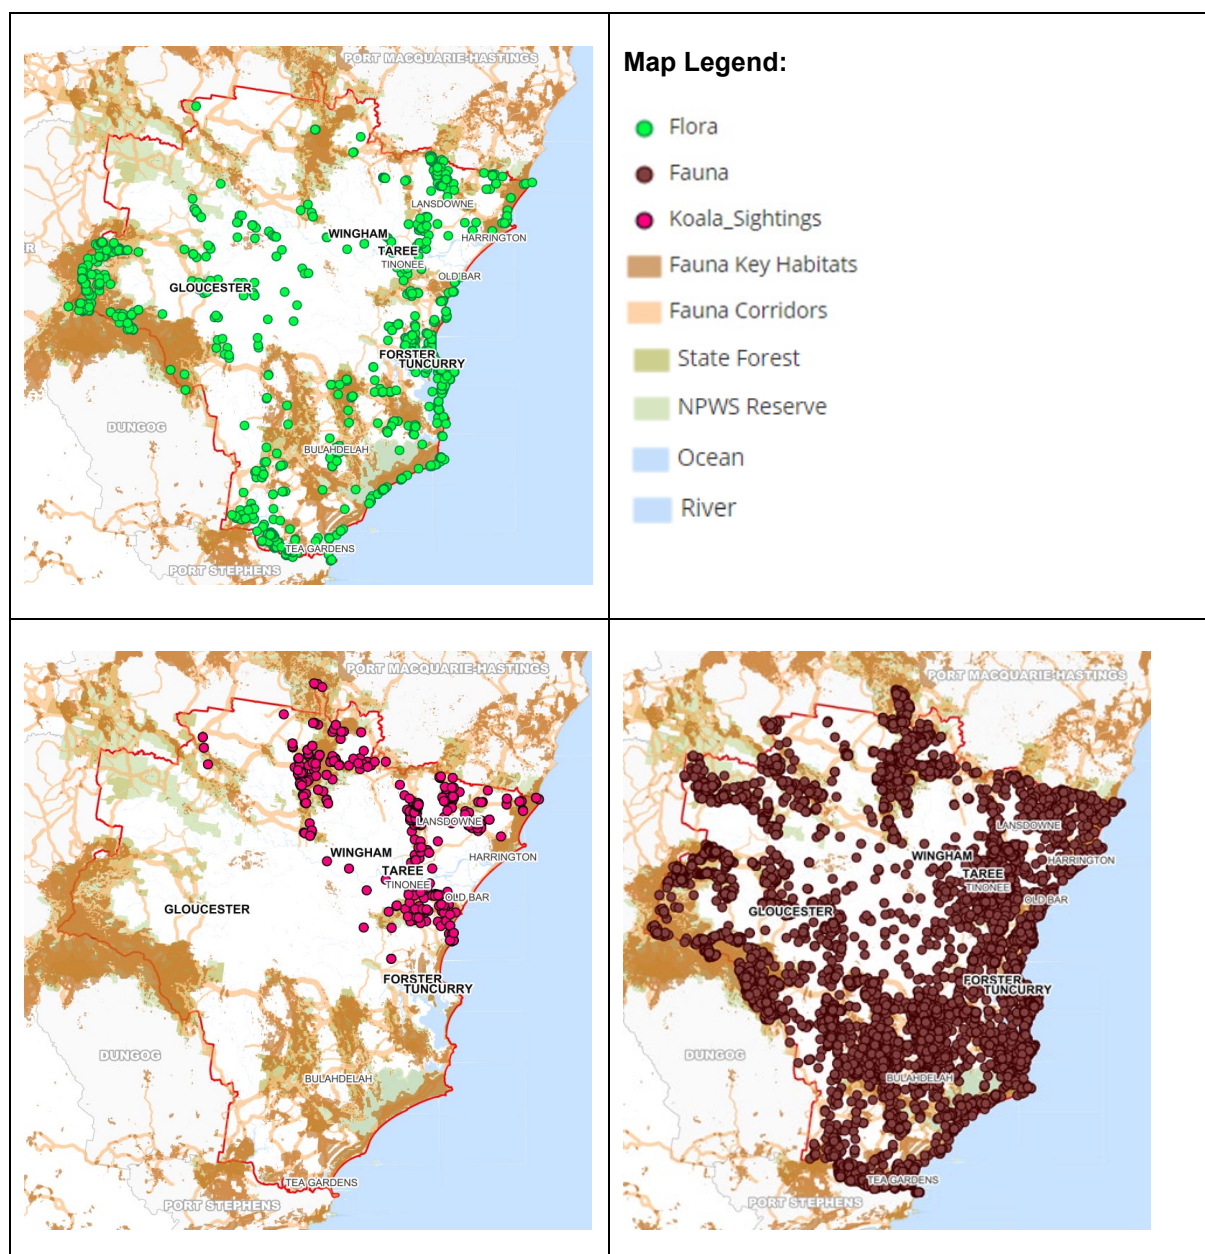 PORT MACQUARIE-HASTINGS
LANSDOWNE
WINGHAM
HARRINGTON
TAREE
TINONEE
OLD BAR
GLOUCESTER
FORSTER
TUNCURRY
DUNGOG
BULAHDELAH
TEA GARDENS
PORT STEPHENS
Map Legend:
Flora
Fauna
Koala_Sightings
Fauna Key Habitats
Fauna Corridors
State Forest
NPWS Reserve
Ocean
River
PORT MACQUARIE-HASTINGS
LANSDOWNE
WINGHAM
HARRINGTON
TAREE
TINONEE
OLD BAR
GLOUCESTER
FORSTER
TUNCURRY
DUNGOG
BULAHDELAH
TEA GARDENS
PORT STEPHENS
PORT MACQUARIE-HASTINGS
LANSDOWNE
WINGHAM
HARRINGTON
TAREE
TINONEE
OLD BAR
GLOUCESTER
FORSTER
TUNCURRY
DUNGOG
BULAHDELAH
TEA GARDENS
PORT STEPHENS